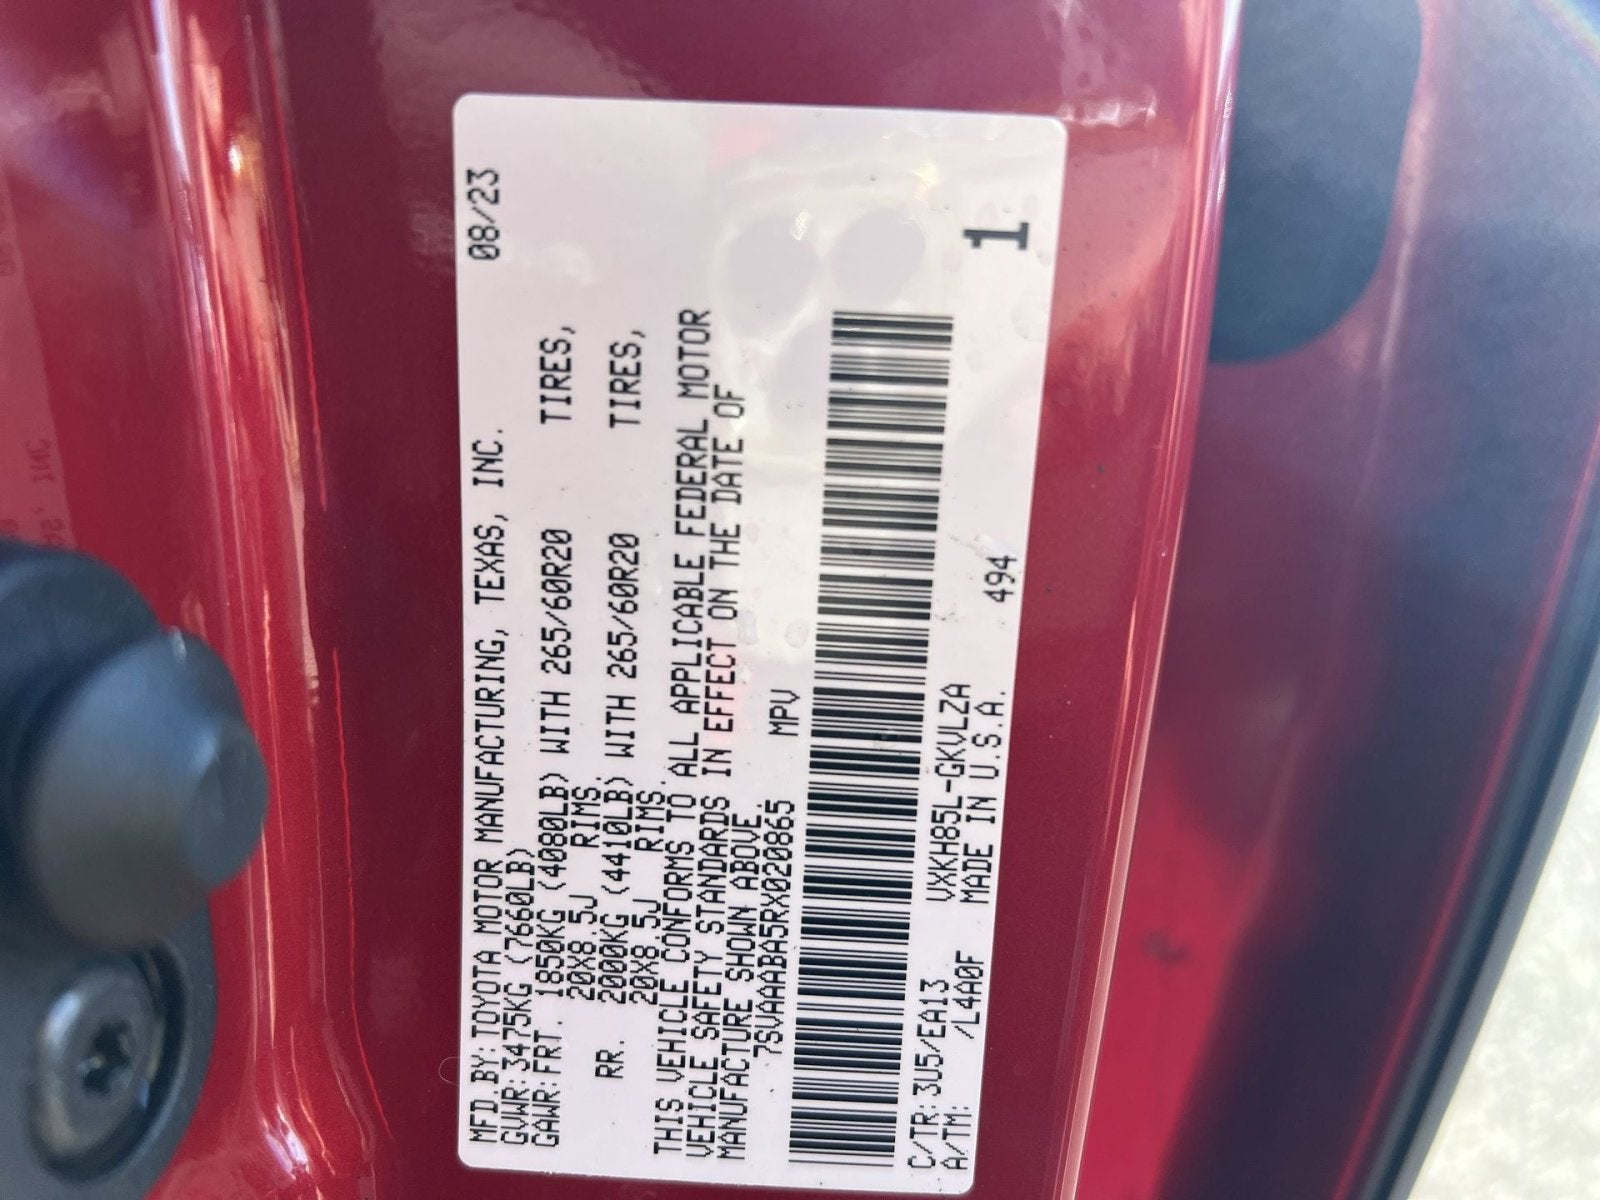 MFD.BY:TOYOTA MOTOR MANUFACTURING, TEXAS, INC. 08/23
GVWR:3475KG (7660LB)
GAWR:FRT. 1850KG (4080LB) WITH 265/60R20 TIRES,
20X8.5J RIMS.
RR. 2000KG (4410LB) WITH 265/60R20 TIRES,
20X8.5J RIMS.
THIS VEHICLE CONFORMS TO ALL APPLICABLE FEDERAL MOTOR
VEHICLE SAFETY STANDARDS IN EFFECT ON THE DATE OF
MANUFACTURE SHOWN ABOVE.
7SVAAABA5RX020865 MPV
C/TR:3U5/EA13 VXKH85L-GKVLZA
A/TM: /L4A0F MADE IN U.S.A. 494 1